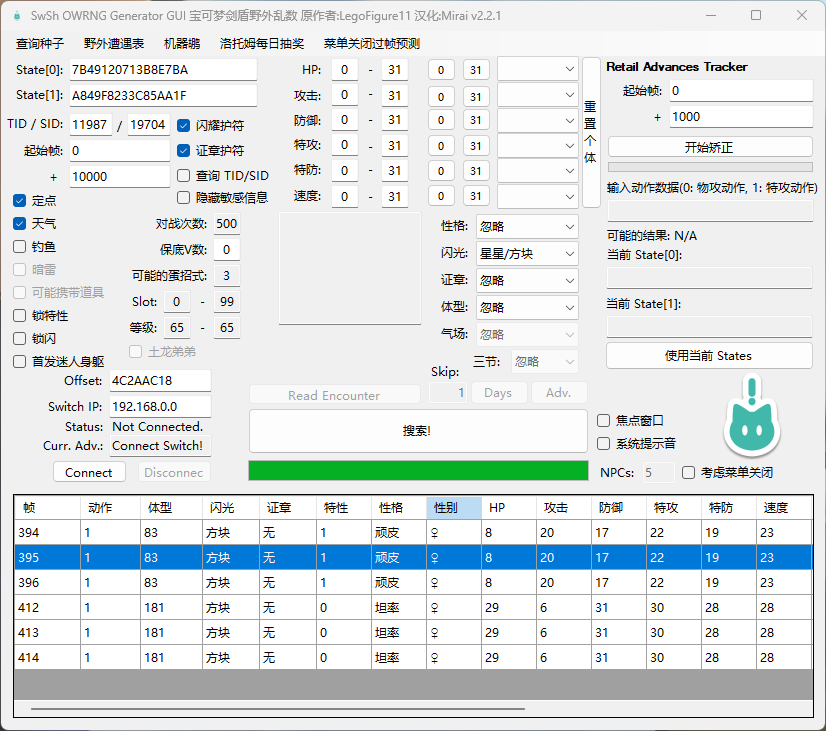 SwSh OWRNG Generator GUI 宝可梦剑盾野外乱数 原作者:LegoFigure11 汉化:Mirai v2.2.1
查询种子 野外遭遇表 机器鹅 洛托姆每日抽奖 菜单关闭过帧预测
State[0]: 7B49120713B8E7BA
State[1]: A849F8233C85AA1F
TID / SID: 11987 / 19704
起始帧: 0
+ 10000
闪耀护符
证章护符
查询 TID/SID
隐藏敏感信息
定点
天气
钓鱼
暗雷
可能携带道具
锁特性
锁闪
首发迷人身躯
对战次数: 500
保底V数: 0
可能的蛋招式: 3
Slot: 0 - 99
等级: 65 - 65
土龙弟弟
Offset: 4C2AAC18
Switch IP: 192.168.0.0
Status: Not Connected.
Curr. Adv.: Connect Switch!
Connect Disconnec
HP: 0 - 31 0 31
攻击: 0 - 31 0 31
防御: 0 - 31 0 31
特攻: 0 - 31 0 31
特防: 0 - 31 0 31
速度: 0 - 31 0 31
重置个体
性格: 忽略
闪光: 星星/方块
证章: 忽略
体型: 忽略
气场: 忽略
三节: 忽略
Skip:
1 Days Adv.
Read Encounter
搜索!
Retail Advances Tracker
起始帧: 0
+ 1000
开始矫正
输入动作数据(0: 物攻动作, 1: 特攻动作)
可能的结果: N/A
当前 State[0]:
当前 State[1]:
使用当前 States
焦点窗口
系统提示音
NPCs: 5 考虑菜单关闭
帧 动作 体型 闪光 证章 特性 性格 性别 HP 攻击 防御 特攻 特防 速度
394 1 83 方块 无 1 顽皮 ♀ 8 20 17 22 19 23
395 1 83 方块 无 1 顽皮 ♀ 8 20 17 22 19 23
396 1 83 方块 无 1 顽皮 ♀ 8 20 17 22 19 23
412 1 181 方块 无 0 坦率 ♀ 29 6 31 30 28 28
413 1 181 方块 无 0 坦率 ♀ 29 6 31 30 28 28
414 1 181 方块 无 0 坦率 ♀ 29 6 31 30 28 28